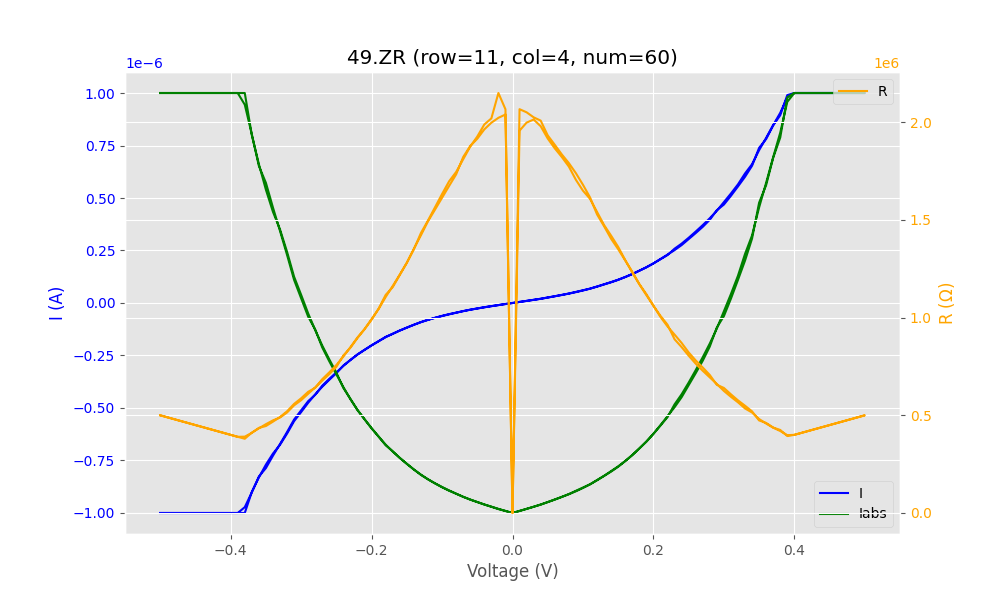 49.ZR (row=11, col=4, num=60)
1e−6
1e6
R
1.00
0.75
0.50
0.25
0.00
−0.25
−0.50
−0.75
−1.00
I (A)
2.0
1.5
1.0
0.5
0.0
R (Ω)
I
Iabs
−0.4
−0.2
0.0
0.2
0.4
Voltage (V)